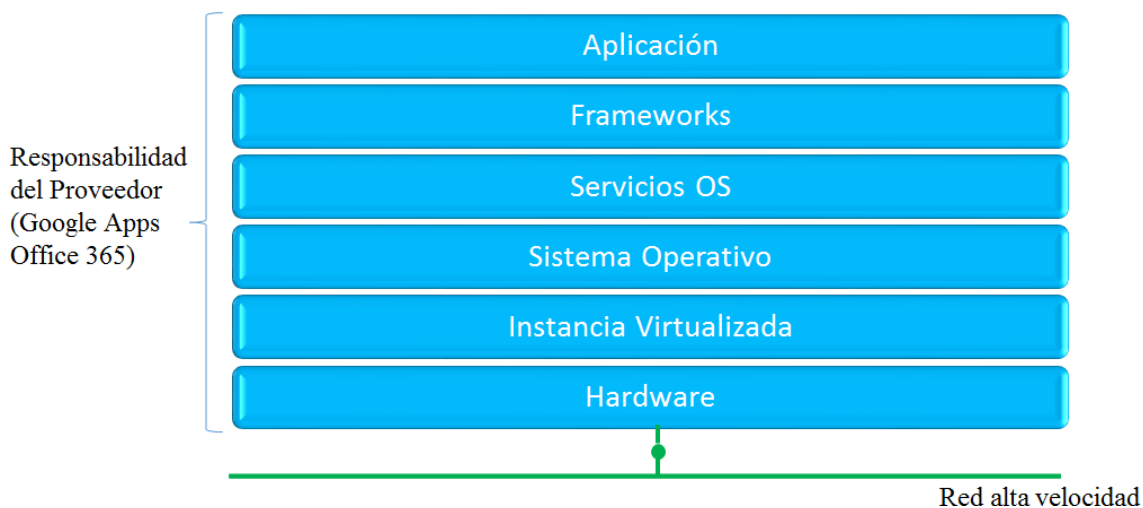 Aplicación
Frameworks
Servicios OS
Sistema Operativo
Instancia Virtualizada
Hardware
Responsabilidad
del Proveedor
(Google Apps
Office 365)
Red alta velocidad